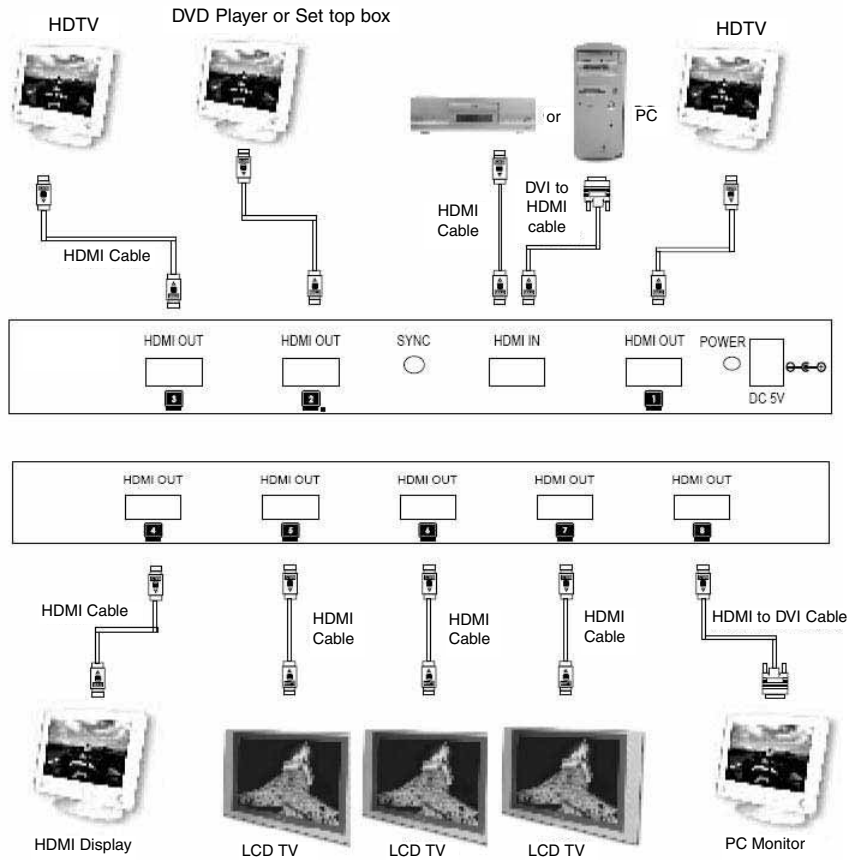 HDTV
DVD Player or Set top box
HDTV
or
PC
HDMI Cable
HDMI
Cable
DVI to
HDMI
cable
HDMI OUT
HDMI OUT
SYNC
HDMI IN
HDMI OUT
POWER
3
2
1
DC 5V
HDMI OUT
HDMI OUT
HDMI OUT
HDMI OUT
HDMI OUT
4
5
6
7
8
HDMI Cable
HDMI
Cable
HDMI
Cable
HDMI
Cable
HDMI to DVI Cable
HDMI Display
LCD TV
LCD TV
LCD TV
PC Monitor